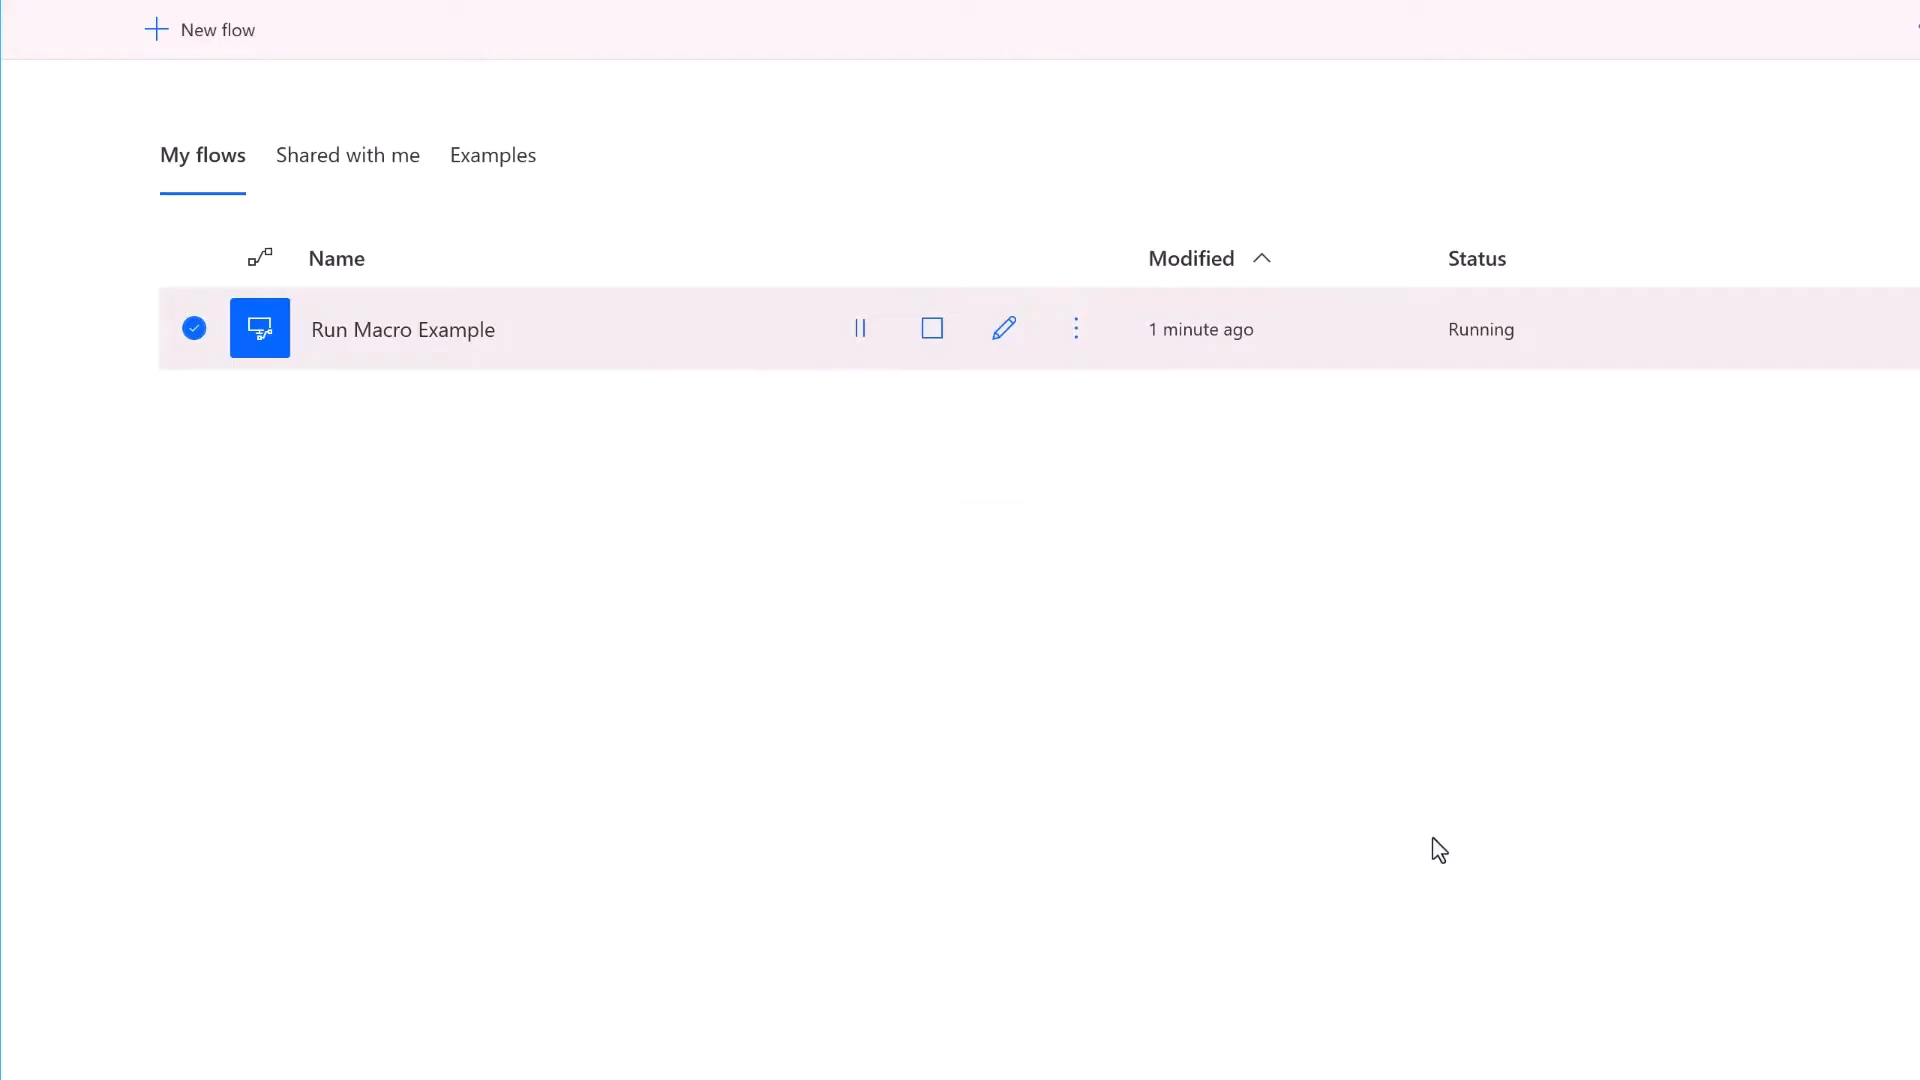 New flow
My flows Shared with me Examples
Name Modified Status
Run Macro Example 1 minute ago Running